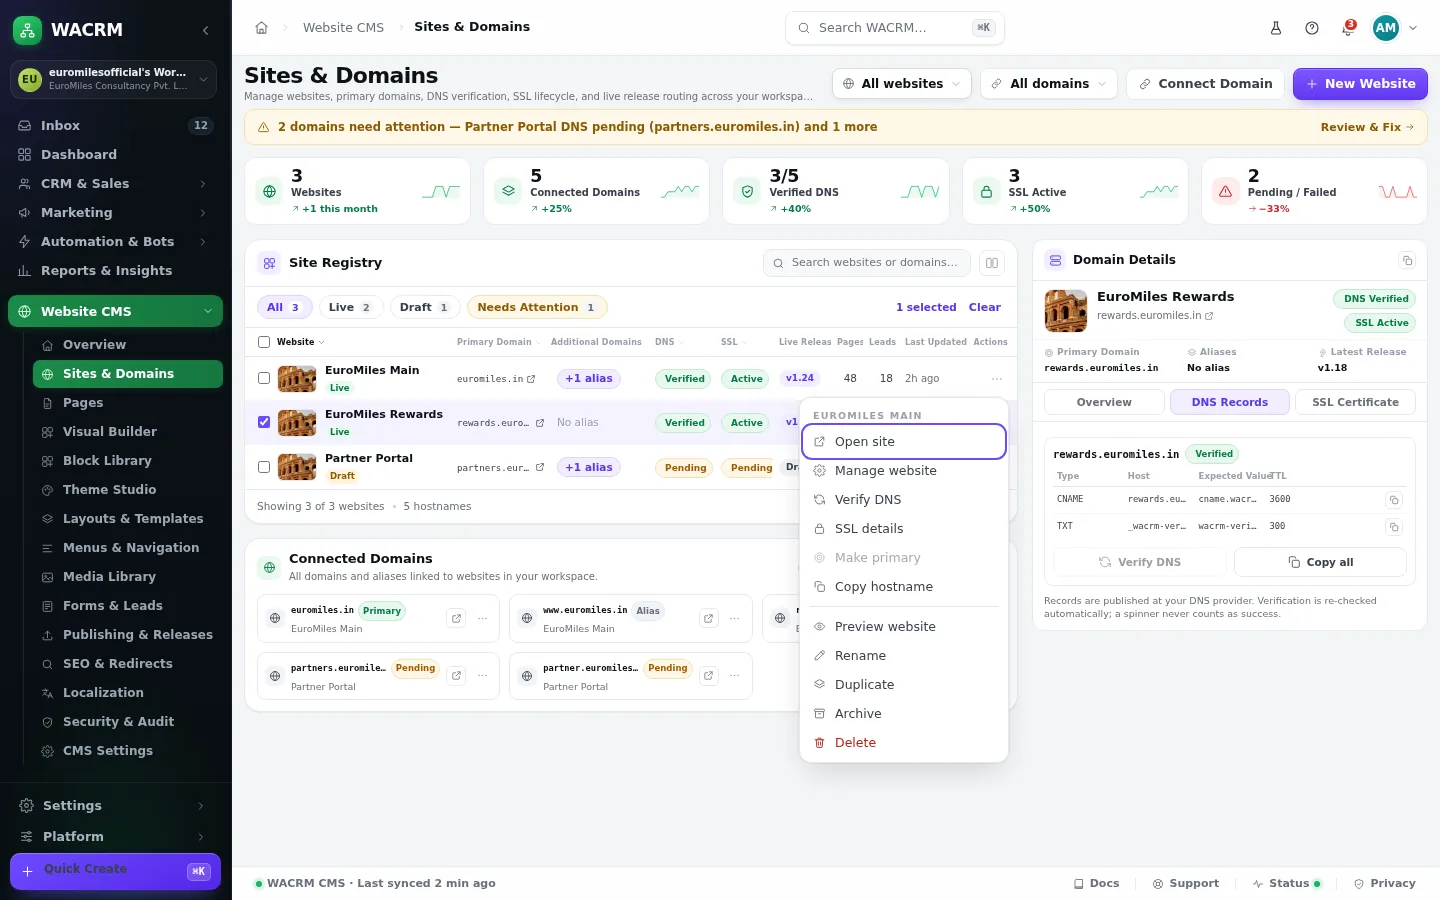 WACRM
Website CMS
Sites & Domains
Search WACRM...
⌘K
3
AM
EU
euromilesofficial's Wor...
EuroMiles Consultancy Pvt. L...
Inbox
12
Dashboard
CRM & Sales
Marketing
Automation & Bots
Reports & Insights
Website CMS
Overview
Sites & Domains
Pages
Visual Builder
Block Library
Theme Studio
Layouts & Templates
Menus & Navigation
Media Library
Forms & Leads
Publishing & Releases
SEO & Redirects
Localization
Security & Audit
CMS Settings
Settings
Platform
Quick Create
⌘K
Sites & Domains
Manage websites, primary domains, DNS verification, SSL lifecycle, and live release routing across your workspa...
All websites
All domains
Connect Domain
New Website
2 domains need attention — Partner Portal DNS pending (partners.euromiles.in) and 1 more
Review & Fix →
3
Websites
↗ +1 this month
5
Connected Domains
↗ +25%
3/5
Verified DNS
↗ +40%
3
SSL Active
↗ +50%
2
Pending / Failed
→ −33%
Site Registry
Search websites or domains...
All 3
Live 2
Draft 1
Needs Attention 1
1 selected
Clear
Website
Primary Domain
Additional Domains
DNS
SSL
Live Releas
Pages
Leads
Last Updated
Actions
EuroMiles Main
Live
euromiles.in
+1 alias
Verified
Active
v1.24
48
18
2h ago
...
EuroMiles Rewards
Live
rewards.euro...
No alias
Verified
Active
v1
Partner Portal
Draft
partners.eur...
+1 alias
Pending
Pending
Dr
Showing 3 of 3 websites • 5 hostnames
EUROMILES MAIN
Open site
Manage website
Verify DNS
SSL details
Make primary
Copy hostname
Preview website
Rename
Duplicate
Archive
Delete
Connected Domains
All domains and aliases linked to websites in your workspace.
euromiles.in
Primary
EuroMiles Main
...
www.euromiles.in
Alias
EuroMiles Main
...
partners.euromile...
Pending
Partner Portal
...
partner.euromiles...
Pending
Partner Portal
...
Domain Details
EuroMiles Rewards
rewards.euromiles.in
DNS Verified
SSL Active
Primary Domain
rewards.euromiles.in
Aliases
No alias
Latest Release
v1.18
Overview
DNS Records
SSL Certificate
rewards.euromiles.in
Verified
Type
Host
Expected Value
TTL
CNAME
rewards.eu...
cname.wacr...
3600
TXT
_wacrm-ver...
wacrm-veri...
300
Verify DNS
Copy all
Records are published at your DNS provider. Verification is re-checked
automatically; a spinner never counts as success.
WACRM CMS · Last synced 2 min ago
Docs
Support
Status
Privacy